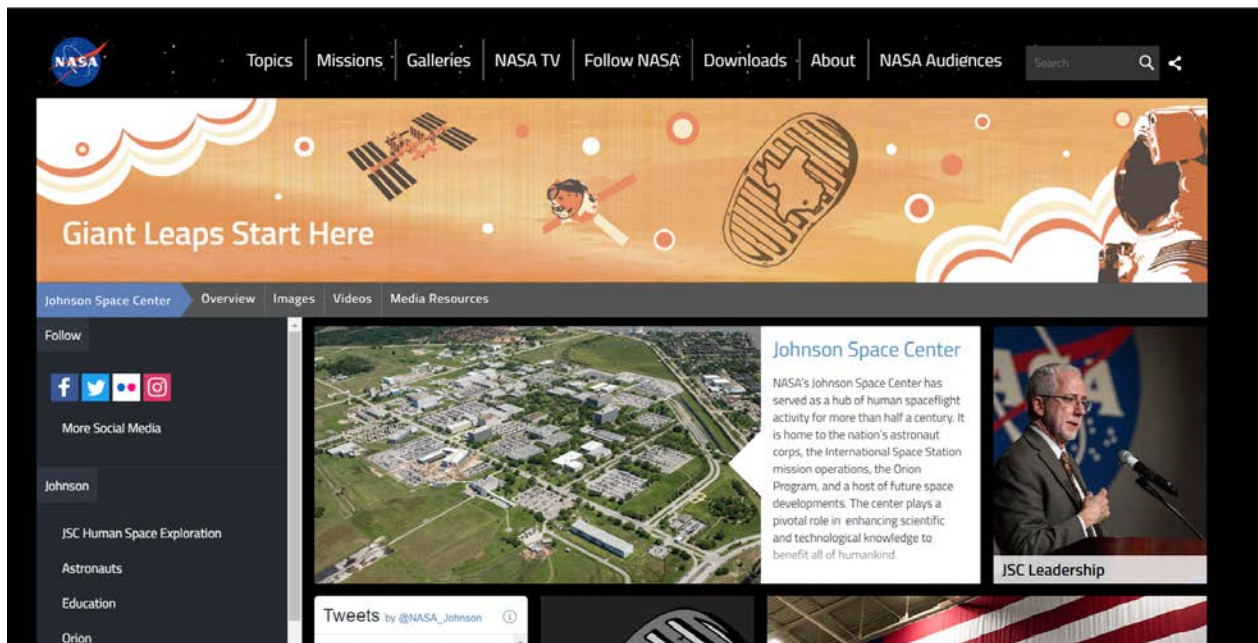 NASA
Topics
Missions
Galleries
NASA TV
Follow NASA
Downloads
About
NASA Audiences
Search
Giant Leaps Start Here
Johnson Space Center
Overview
Images
Videos
Media Resources
Follow
More Social Media
Johnson
JSC Human Space Exploration
Astronauts
Education
Orion
Johnson Space Center
NASA's Johnson Space Center has
served as a hub of human spaceflight
activity for more than half a century. It
is home to the nation's astronaut
corps, the International Space Station
mission operations, the Orion
Program, and a host of future space
developments. The center plays a
pivotal role in enhancing scientific
and technological knowledge to
benefit all of humankind.
JSC Leadership
Tweets by @NASA_Johnson